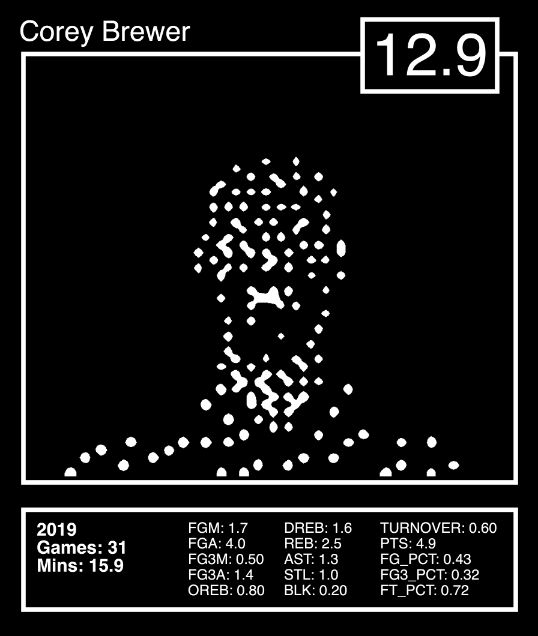 Corey Brewer
12.9
2019
Games: 31
Mins: 15.9
FGM: 1.7
FGA: 4.0
FG3M: 0.50
FG3A: 1.4
OREB: 0.80
DREB: 1.6
REB: 2.5
AST: 1.3
STL: 1.0
BLK: 0.20
TURNOVER: 0.60
PTS: 4.9
FG_PCT: 0.43
FG3_PCT: 0.32
FT_PCT: 0.72